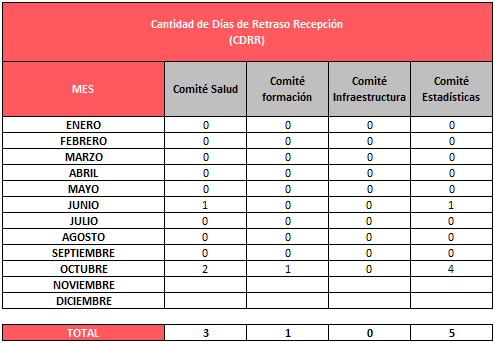 Cantidad de Días de Retraso Recepción
(CDRR)
MES Comité Salud Comité formación Comité Infraestructura Comité Estadísticas
ENERO 0 0 0 0
FEBRERO 0 0 0 0
MARZO 0 0 0 0
ABRIL 0 0 0 0
MAYO 0 0 0 0
JUNIO 1 0 0 1
JULIO 0 0 0 0
AGOSTO 0 0 0 0
SEPTIEMBRE 0 0 0 0
OCTUBRE 2 1 0 4
NOVIEMBRE
DICIEMBRE
TOTAL 3 1 0 5